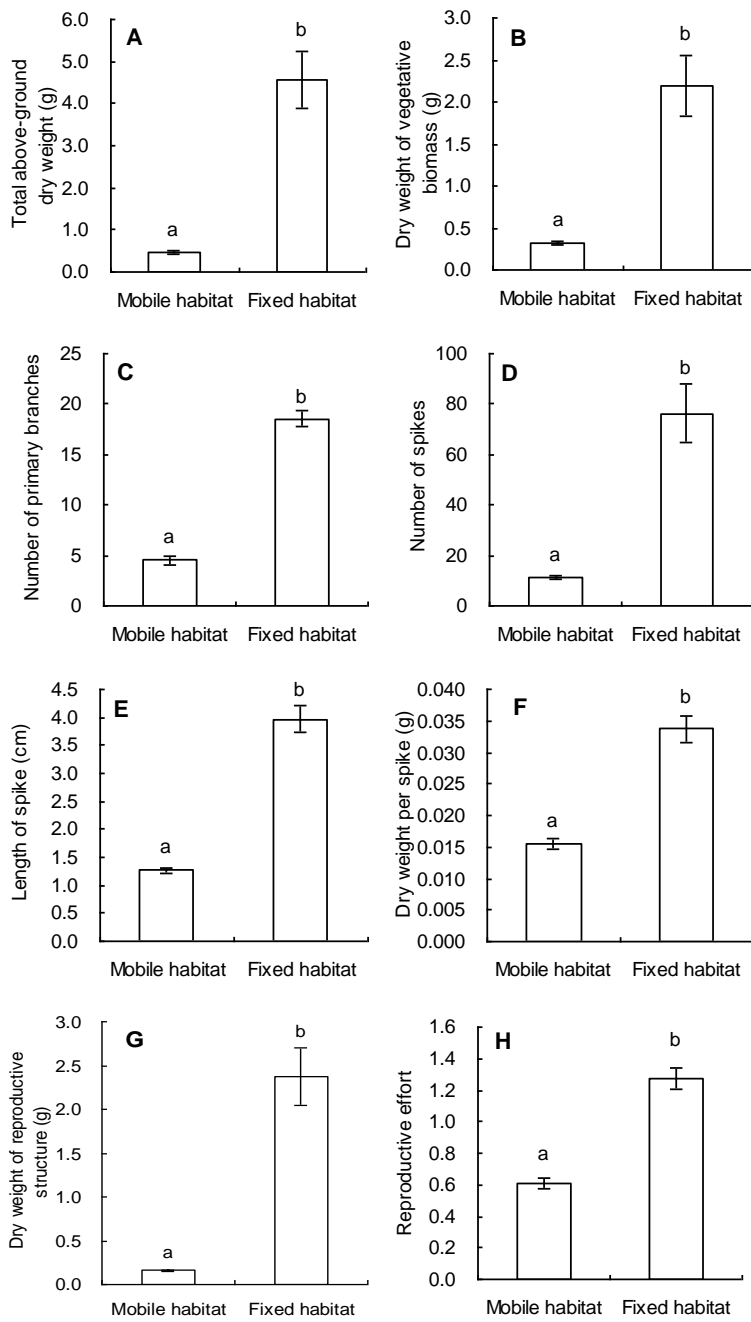 A
Total above-ground
dry weight (g)
6.0
5.0
4.0
3.0
2.0
1.0
0.0
a
b
Mobile habitat Fixed habitat
B
Dry weight of vegetative
biomass (g)
3.0
2.5
2.0
1.5
1.0
0.5
0.0
a
b
Mobile habitat Fixed habitat
C
Number of primary branches
25
20
15
10
5
0
a
b
Mobile habitat Fixed habitat
D
Number of spikes
100
80
60
40
20
0
a
b
Mobile habitat Fixed habitat
E
Length of spike (cm)
4.5
4.0
3.5
3.0
2.5
2.0
1.5
1.0
0.5
0.0
a
b
Mobile habitat Fixed habitat
F
Dry weight per spike (g)
0.040
0.035
0.030
0.025
0.020
0.015
0.010
0.005
0.000
a
b
Mobile habitat Fixed habitat
G
Dry weight of reproductive
structure (g)
3.0
2.5
2.0
1.5
1.0
0.5
0.0
a
b
Mobile habitat Fixed habitat
H
Reproductive effort
1.6
1.4
1.2
1.0
0.8
0.6
0.4
0.2
0.0
a
b
Mobile habitat Fixed habitat